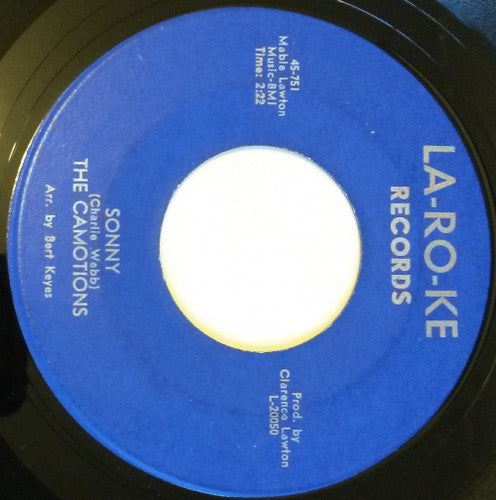 LA-RO-KE
RECORDS
45-751
Mable Lawton
Music-BMI
Time: 2:22
Prod. by
Clarence Lawton
L-20050
SONNY
(Charlie Webb)
THE CAMOTIONS
Arr. by Bert Keyes